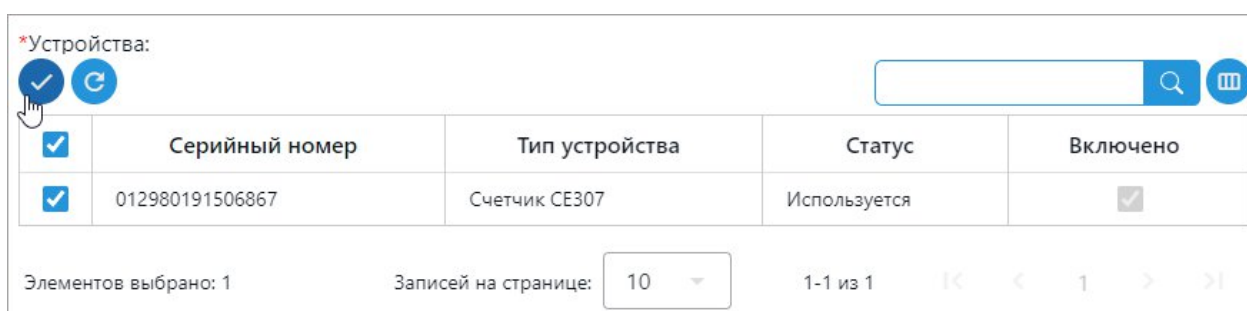 *Устройства:
Серийный номер Тип устройства Статус Включено
012980191506867 Счетчик CE307 Используется
Элементов выбрано: 1 Записей на странице: 10 1-1 из 1 1